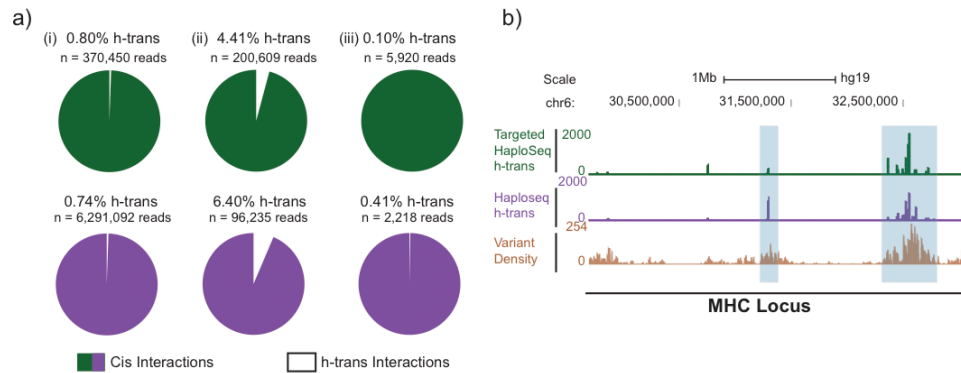 a)
(i) 0.80% h-trans
n = 370,450 reads
(ii) 4.41% h-trans
n = 200,609 reads
(iii) 0.10% h-trans
n = 5,920 reads
0.74% h-trans
n = 6,291,092 reads
6.40% h-trans
n = 96,235 reads
0.41% h-trans
n = 2,218 reads
Cis Interactions
h-trans Interactions
b)
Scale
1Mb
hg19
chr6:
30,500,000
31,500,000
32,500,000
Targeted
HaploSeq
h-trans
2000
0
Haploseq
h-trans
2000
0
Variant
Density
254
0
MHC Locus